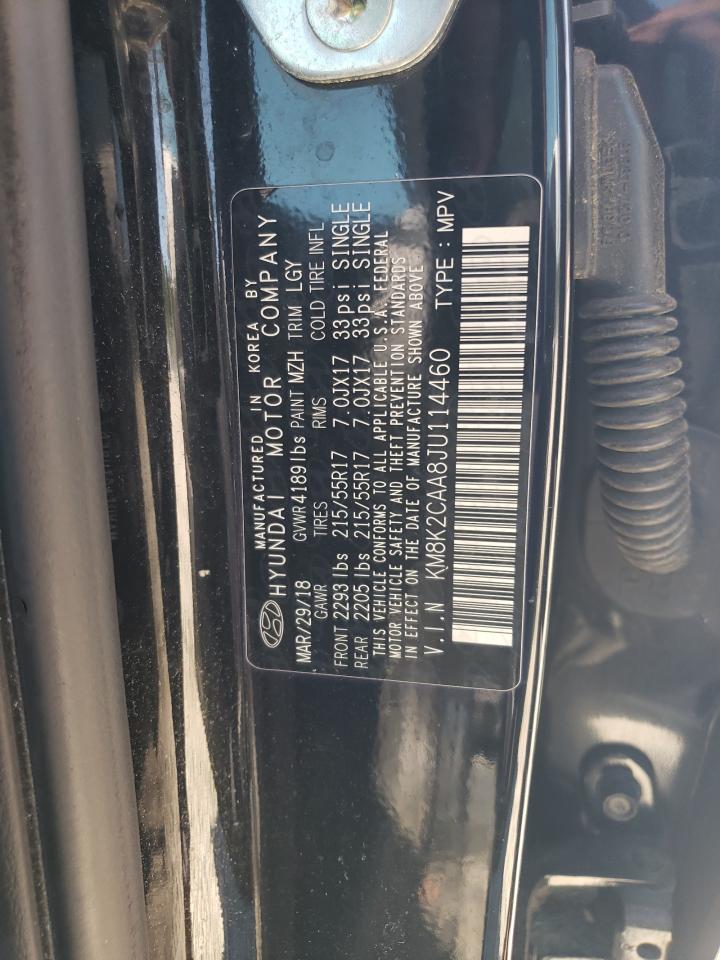 MANUFACTURED IN KOREA BY
HYUNDAI MOTOR COMPANY
MAR/29/18 GVWR 4189 lbs PAINT MZH TRIM LGY
GAWR TIRES RIMS COLD TIRE INFL
FRONT 2293 lbs 215/55R17 7.0JX17 33psi SINGLE
REAR 2205 lbs 215/55R17 7.0JX17 33psi SINGLE
THIS VEHICLE CONFORMS TO ALL APPLICABLE U.S.A. FEDERAL
MOTOR VEHICLE SAFETY AND THEFT PREVENTION STANDARDS
IN EFFECT ON THE DATE OF MANUFACTURE SHOWN ABOVE
V.I.N KM8K2CAA8JU114460 TYPE : MPV